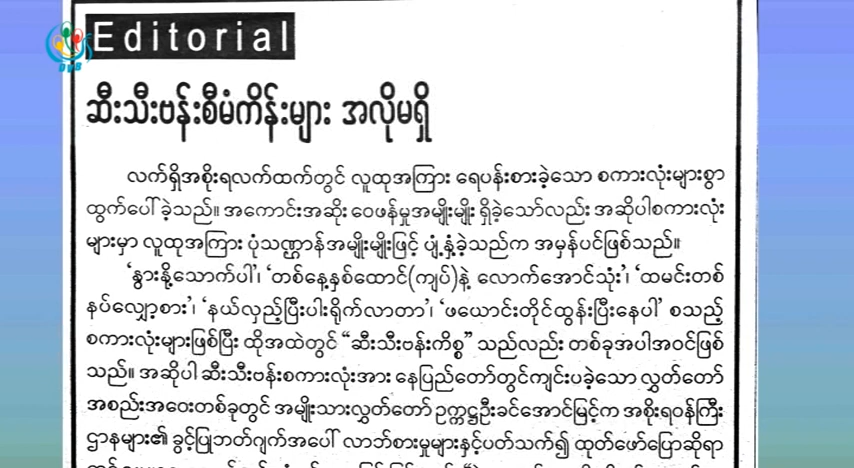 Editorial
DVB
ဆီးသီးဗန်းစီမံကိန်းများ အလိုမရှိ
လက်ရှိအစိုးရလက်ထက်တွင် လူထုအကြား ရေပန်းစားခဲ့သော စကားလုံးများစွာ
ထွက်ပေါ်ခဲ့သည်။ အကောင်းအဆိုး ဝေဖန်မှုအမျိုးမျိုး ရှိခဲ့သော်လည်း အဆိုပါစကားလုံး
များမှာ လူထုအကြား ပုံသဏ္ဌာန်အမျိုးမျိုးဖြင့် ပျံ့နှံ့ခဲ့သည်က အမှန်ပင်ဖြစ်သည်။
‘နွားနို့သောက်ပါ’၊ ‘တစ်နေ့နှစ်ထောင်(ကျပ်)နဲ့ လောက်အောင်သုံး’၊ ‘ထမင်းတစ်
နပ်လျှော့စား’၊ ‘နယ်လှည့်ပြီးပါးရိုက်လာတာ’၊ ‘ဖယောင်းတိုင်ထွန်းပြီးနေပါ’ စသည့်
စကားလုံးများဖြစ်ပြီး ထိုအထဲတွင် “ဆီးသီးဗန်းကိစ္စ” သည်လည်း တစ်ခုအပါအဝင်ဖြစ်
သည်။ အဆိုပါ ဆီးသီးဗန်းစကားလုံးအား နေပြည်တော်တွင်ကျင်းပခဲ့သော လွှတ်တော်
အစည်းအဝေးတစ်ခုတွင် အမျိုးသားလွှတ်တော် ဥက္ကဋ္ဌဦးခင်အောင်မြင့်က အစိုးရဝန်ကြီး
ဌာနများ၏ ခွင့်ပြုဘတ်ဂျက်အပေါ် လာဘ်စားမှုများနှင့်ပတ်သက်၍ ထုတ်ဖော်ပြောဆိုရာ